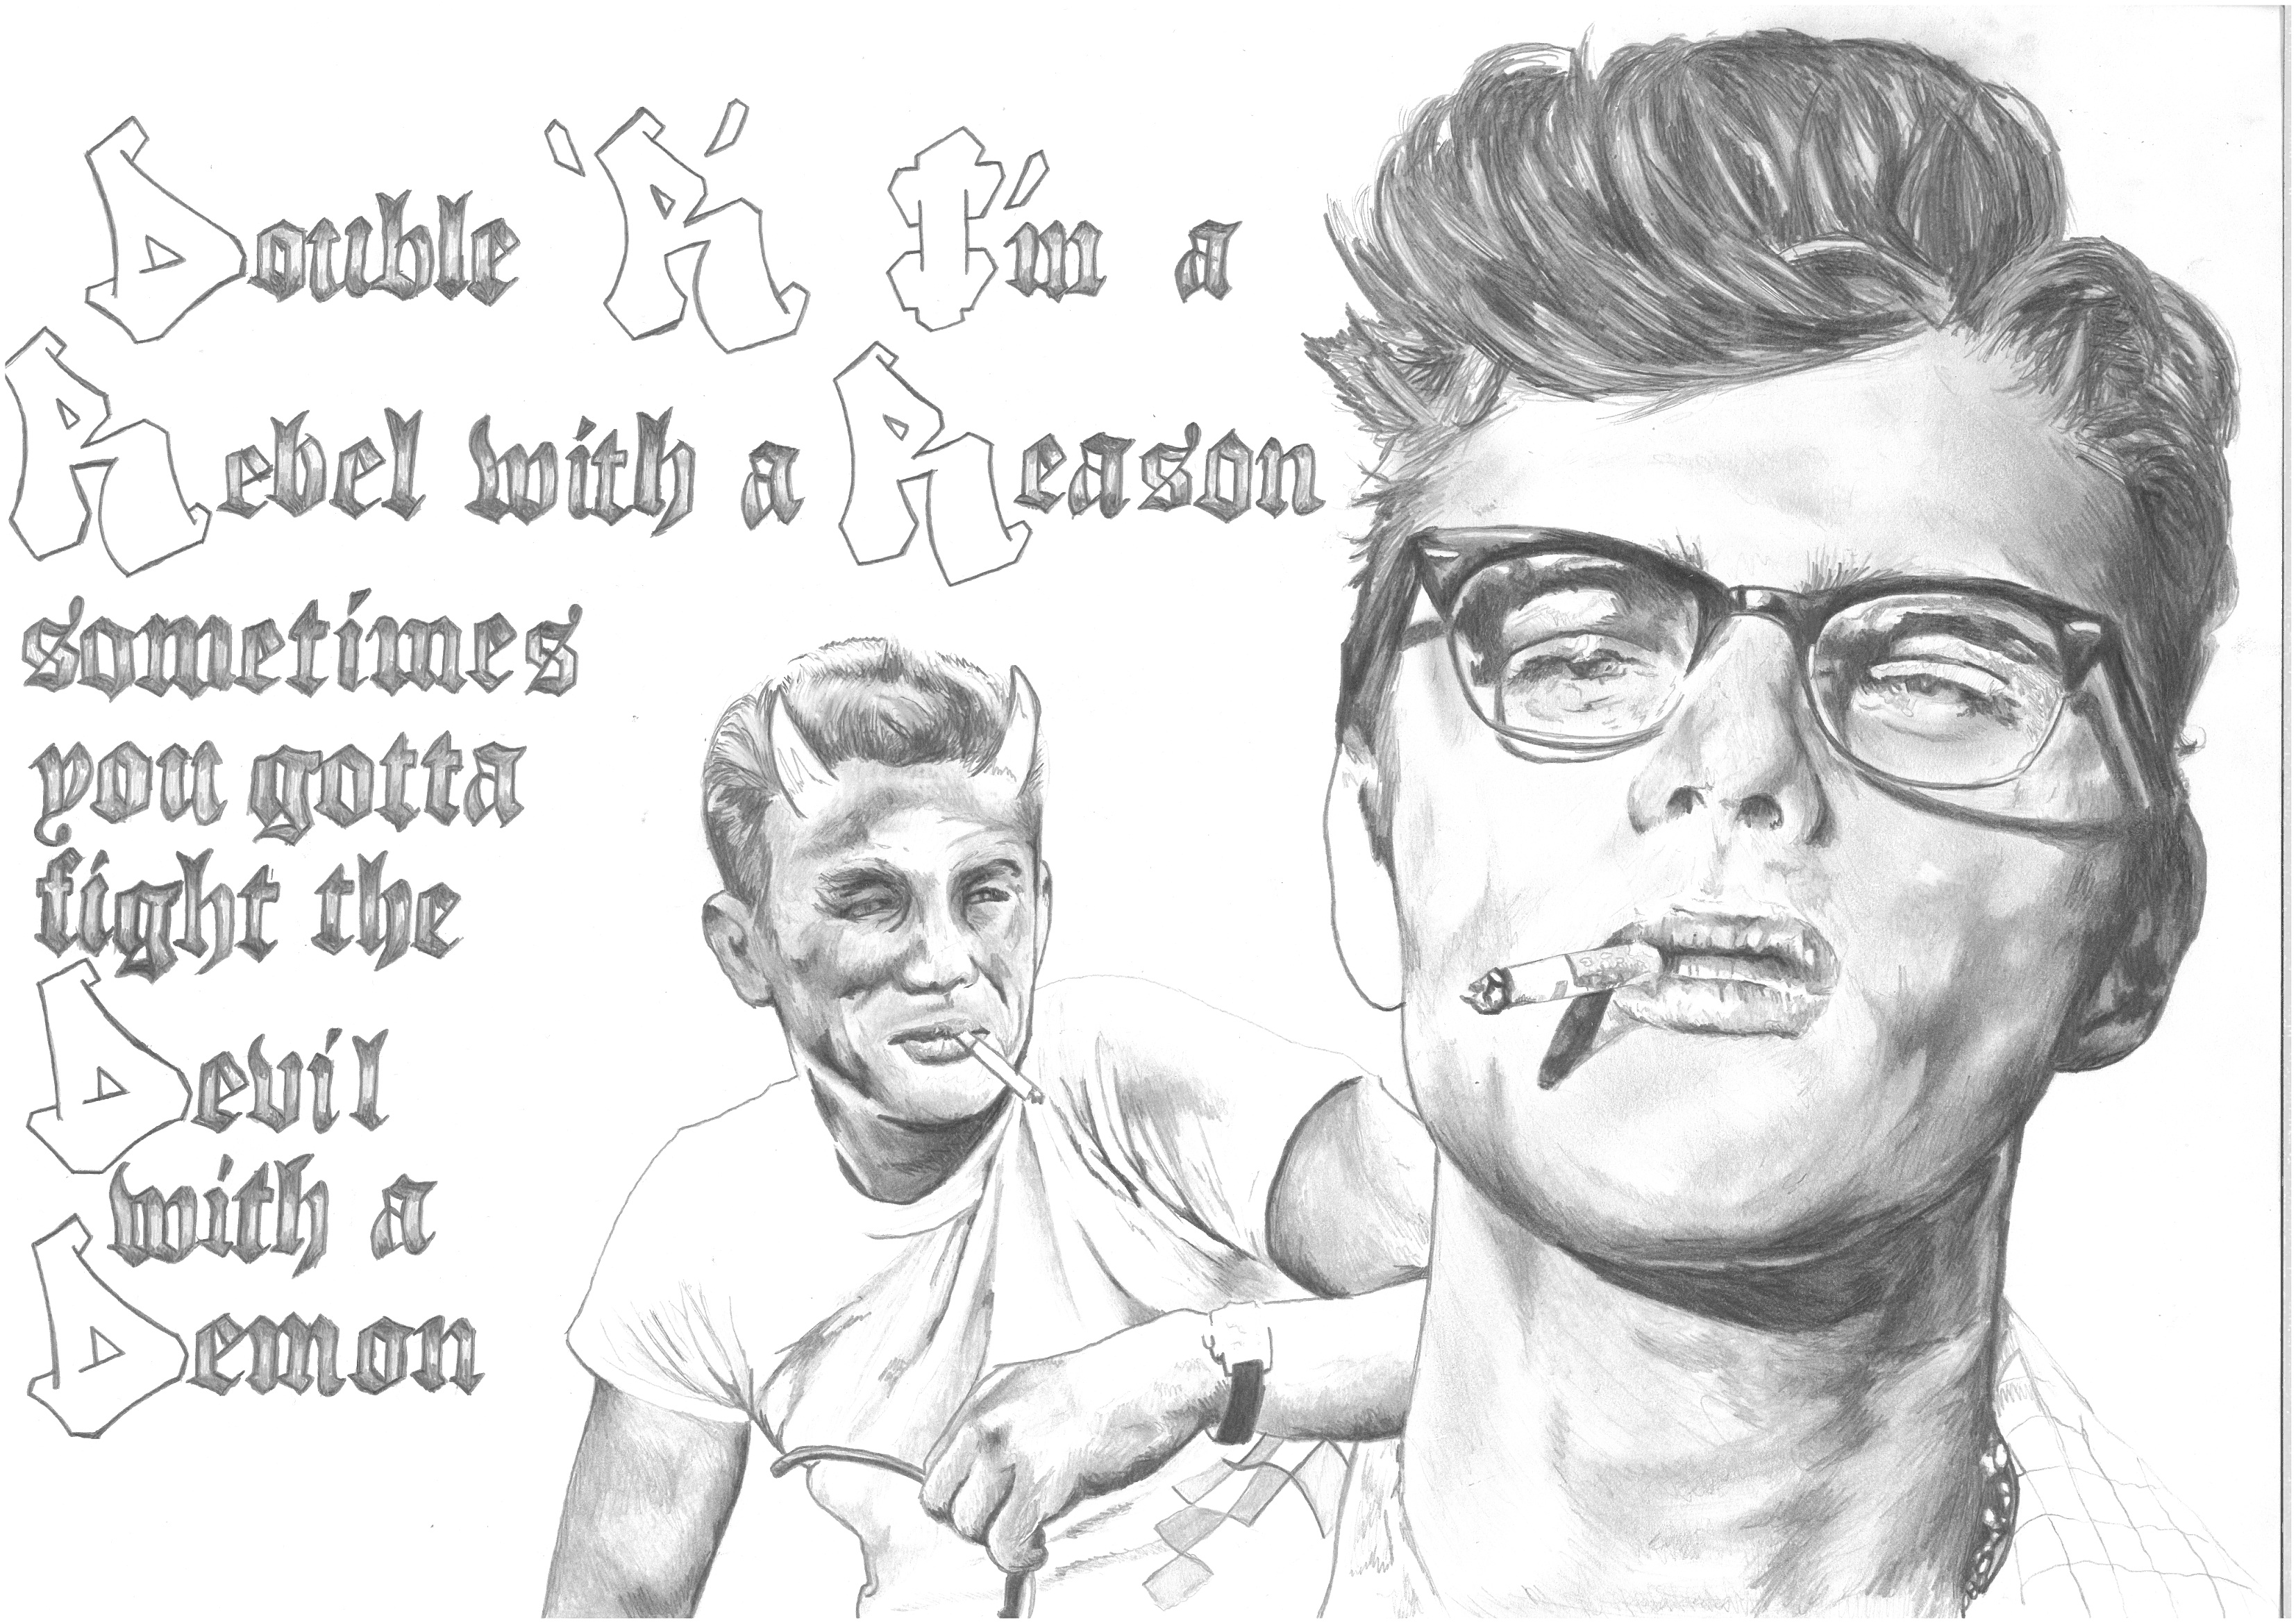 Double 'R' I'm a
Rebel with a Reason
sometimes
you gotta
fight the
Devil
with a
Demon